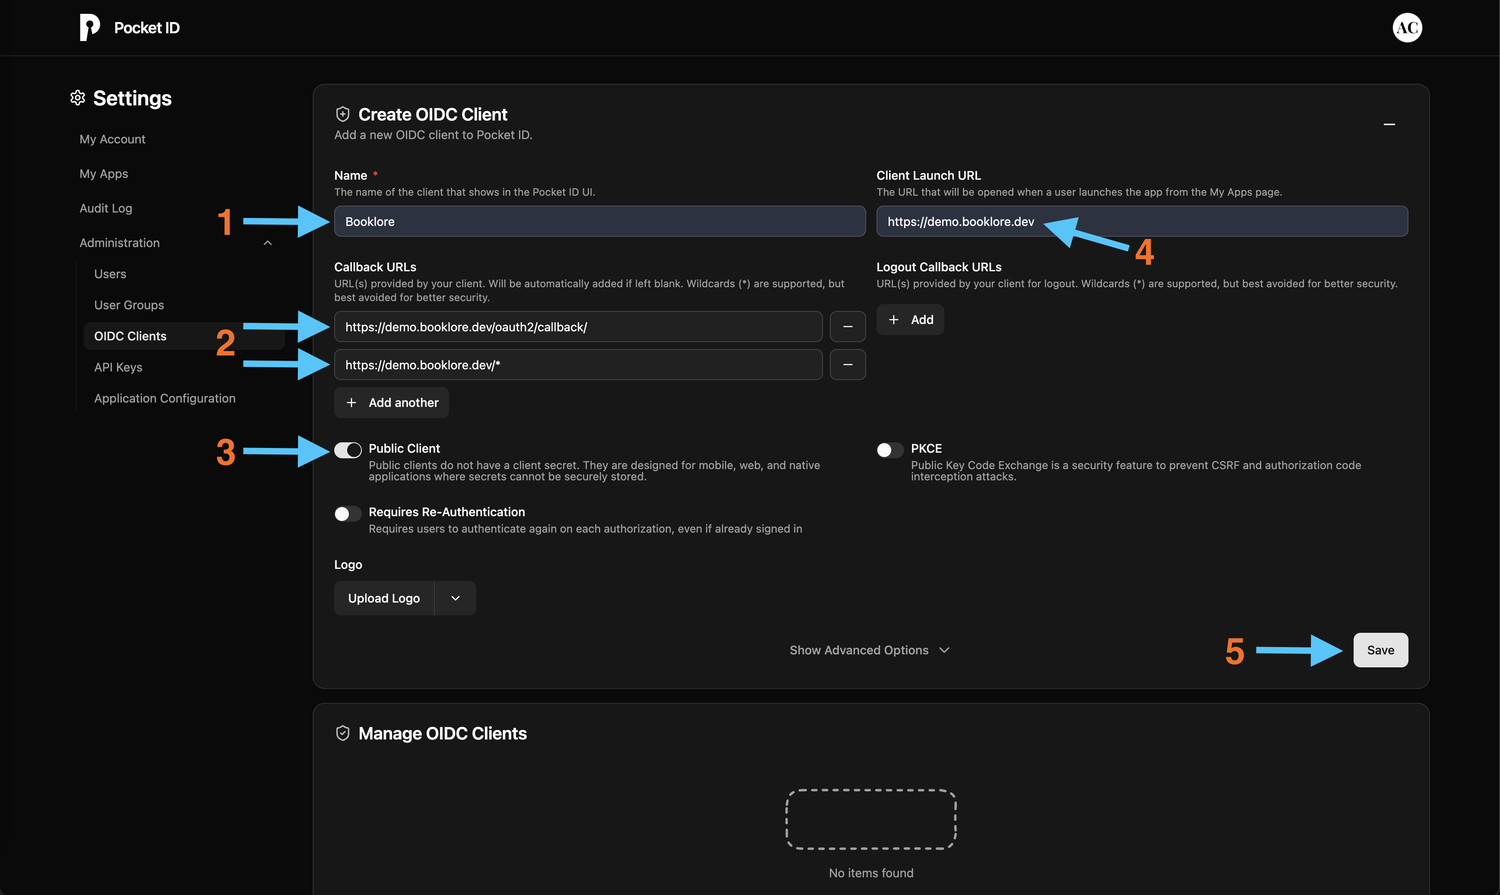 Pocket ID
AC
Settings
My Account
My Apps
Audit Log
Administration
Users
User Groups
OIDC Clients
API Keys
Application Configuration
Create OIDC Client
Add a new OIDC client to Pocket ID.
Name *
The name of the client that shows in the Pocket ID UI.
1
Booklore
Client Launch URL
The URL that will be opened when a user launches the app from the My Apps page.
https://demo.booklore.dev
4
Callback URLs
URL(s) provided by your client. Will be automatically added if left blank. Wildcards (*) are supported, but
best avoided for better security.
2
https://demo.booklore.dev/oauth2/callback/
https://demo.booklore.dev/*
+ Add another
Logout Callback URLs
URL(s) provided by your client for logout. Wildcards (*) are supported, but best avoided for better security.
+ Add
3
Public Client
Public clients do not have a client secret. They are designed for mobile, web, and native
applications where secrets cannot be securely stored.
PKCE
Public Key Code Exchange is a security feature to prevent CSRF and authorization code
interception attacks.
Requires Re-Authentication
Requires users to authenticate again on each authorization, even if already signed in
Logo
Upload Logo
Show Advanced Options
5
Save
Manage OIDC Clients
No items found